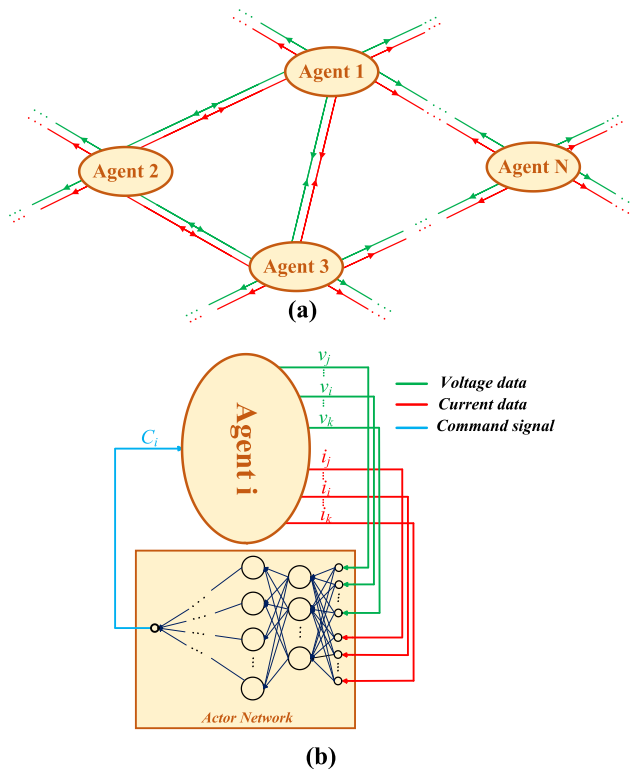 Agent 1
Agent 2
Agent N
Agent 3
(a)
v_j
v_i
v_k
Agent i
C_i
i_j
i_i
i_k
Voltage data
Current data
Command signal
Actor Network
(b)